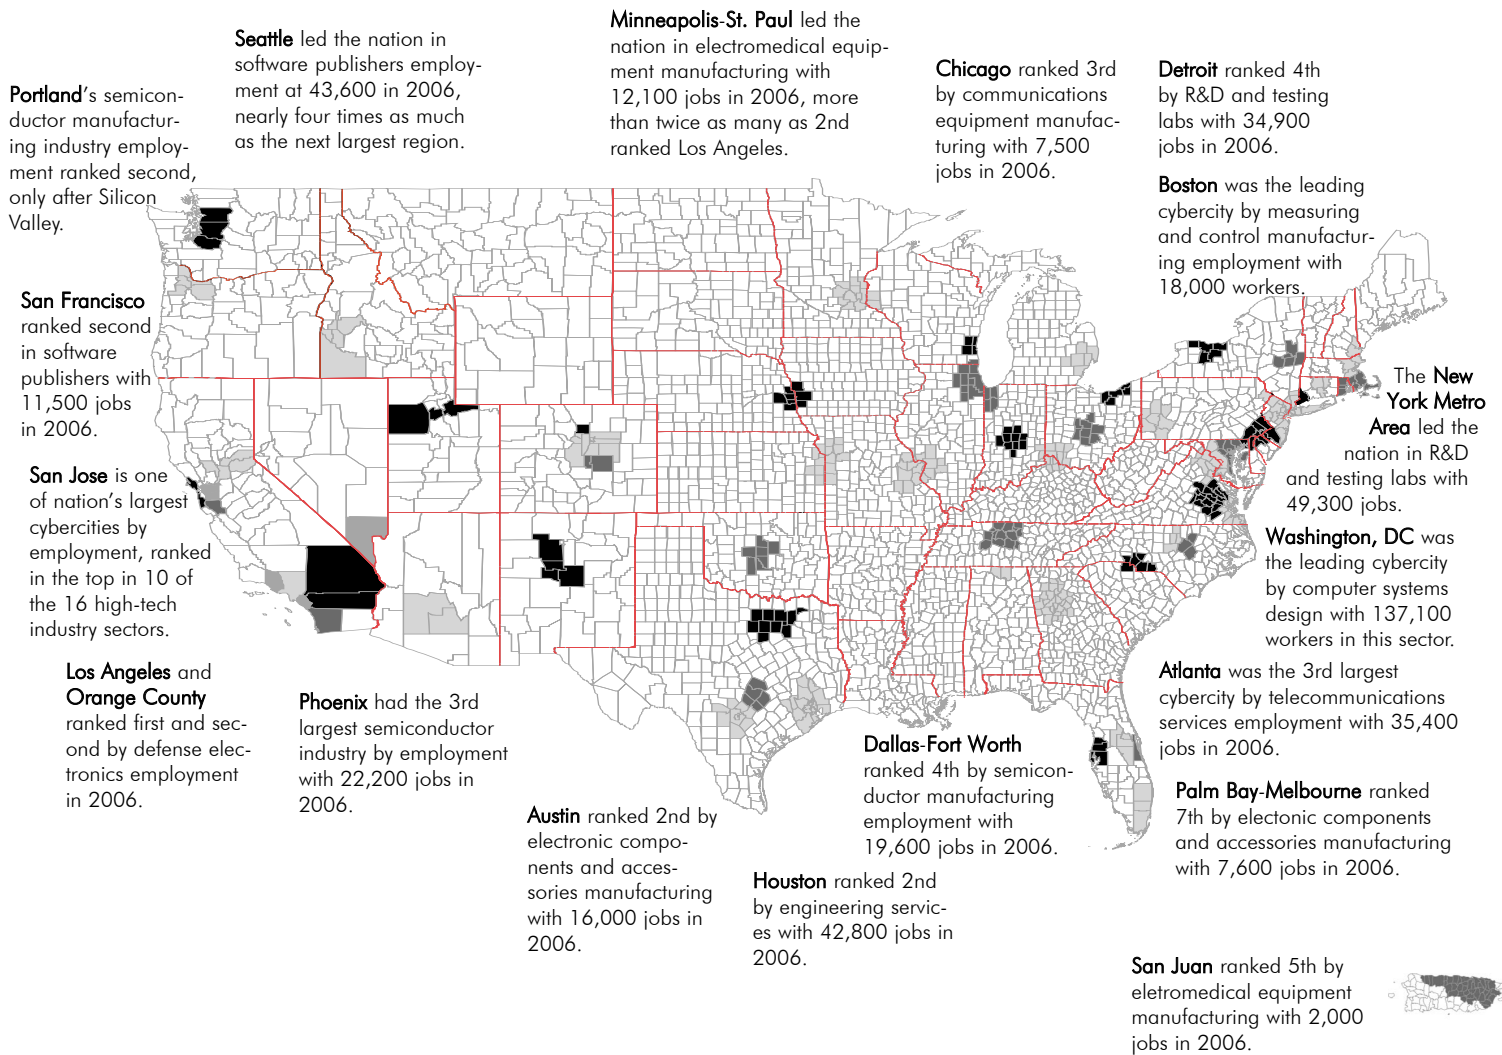 Portland's semicon-
ductor manufactur-
ing industry employ-
ment ranked second,
only after Silicon
Valley.
Seattle led the nation in
software publishers employ-
ment at 43,600 in 2006,
nearly four times as much
as the next largest region.
Minneapolis-St. Paul led the
nation in electromedical equip-
ment manufacturing with
12,100 jobs in 2006, more
than twice as many as 2nd
ranked Los Angeles.
Chicago ranked 3rd
by communications
equipment manufac-
turing with 7,500
jobs in 2006.
Detroit ranked 4th
by R&D and testing
labs with 34,900
jobs in 2006.
Boston was the leading
cybercity by measuring
and control manufactur-
ing employment with
18,000 workers.
San Francisco
ranked second
in software
publishers with
11,500 jobs
in 2006.
The New
York Metro
Area led the
nation in R&D
and testing labs with
49,300 jobs.
San Jose is one
of nation's largest
cybercities by
employment, ranked
in the top in 10 of
the 16 high-tech
industry sectors.
Washington, DC was
the leading cybercity
by computer systems
design with 137,100
workers in this sector.
Los Angeles and
Orange County
ranked first and sec-
ond by defense elec-
tronics employment
in 2006.
Phoenix had the 3rd
largest semiconductor
industry by employment
with 22,200 jobs in
2006.
Atlanta was the 3rd largest
cybercity by telecommunications
services employment with 35,400
jobs in 2006.
Dallas-Fort Worth
ranked 4th by semicon-
ductor manufacturing
employment with
19,600 jobs in 2006.
Palm Bay-Melbourne ranked
7th by electonic components
and accessories manufacturing
with 7,600 jobs in 2006.
Austin ranked 2nd by
electronic compo-
nents and acces-
sories manufacturing
with 16,000 jobs in
2006.
Houston ranked 2nd
by engineering servic-
es with 42,800 jobs in
2006.
San Juan ranked 5th by
eletromedical equipment
manufacturing with 2,000
jobs in 2006.